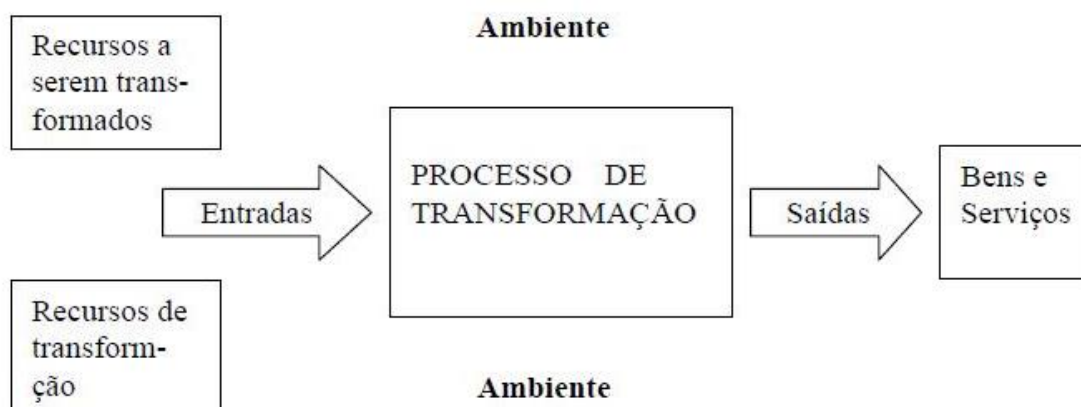 Ambiente
Recursos a
serem trans-
formados
Entradas
PROCESSO DE
TRANSFORMAÇÃO
Saídas
Bens e
Serviços
Recursos de
transform-
ção
Ambiente